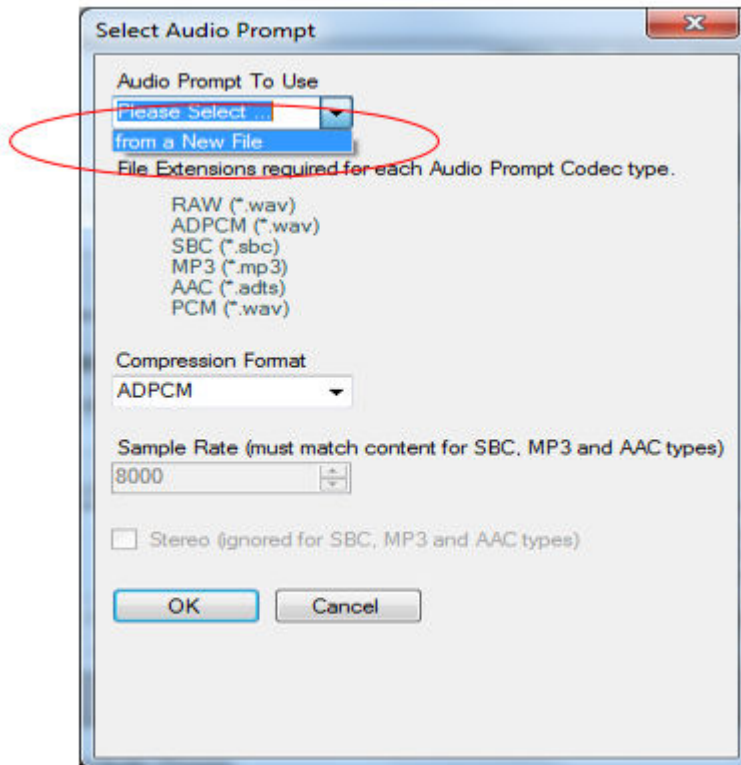 Select Audio Prompt
Audio Prompt To Use
Please Select ...
from a New File
File Extensions required for each Audio Prompt Codec type.
RAW (*.wav)
ADPCM (*.wav)
SBC (*.sbc)
MP3 (*.mp3)
AAC (*.adts)
PCM (*.wav)
Compression Format
ADPCM
Sample Rate (must match content for SBC, MP3 and AAC types)
8000
Stereo (ignored for SBC, MP3 and AAC types)
OK Cancel